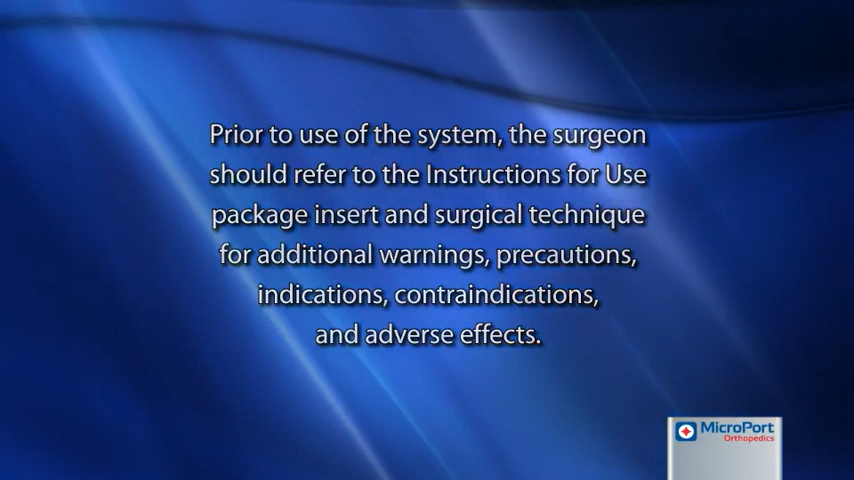 Prior to use of the system, the surgeon
should refer to the Instructions for Use
package insert and surgical technique
for additional warnings, precautions,
indications, contraindications,
and adverse effects.
MicroPort
Orthopedics